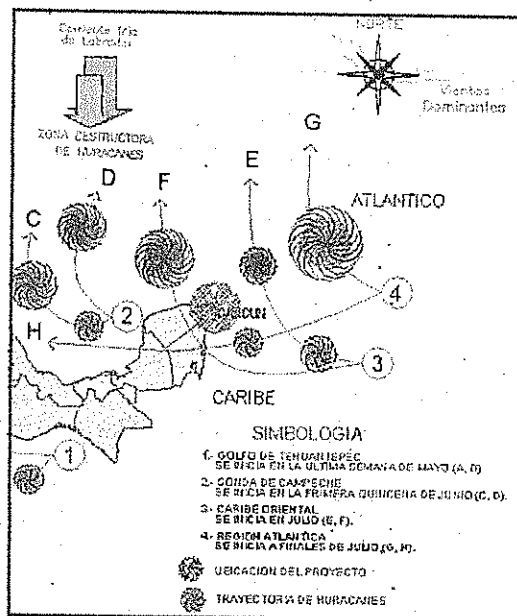 Corriente fria
de Labrador
NORTE
Vientos
Dominantes
ZONA DESTRUCTORA
DE HURACANES
G
D
F
E
C
ATLANTICO
2
4
H
3
CARIBE
1
SIMBOLOGIA
1.- GOLFO DE TEHUANTEPEC
SE INICIA EN LA ULTIMA SEMANA DE MAYO (A, B)
2.- SONDA DE CAMPECHE
SE INICIA EN LA PRIMERA QUINCENA DE JUNIO (C, D).
3.- CARIBE ORIENTAL
SE INICIA EN JULIO (E, F).
4.- REGION ATLANTICA
SE INICIA A FINALES DE JULIO (G, H).
UBICACION DEL PROYECTO
TRAYECTORIA DE HURACANES